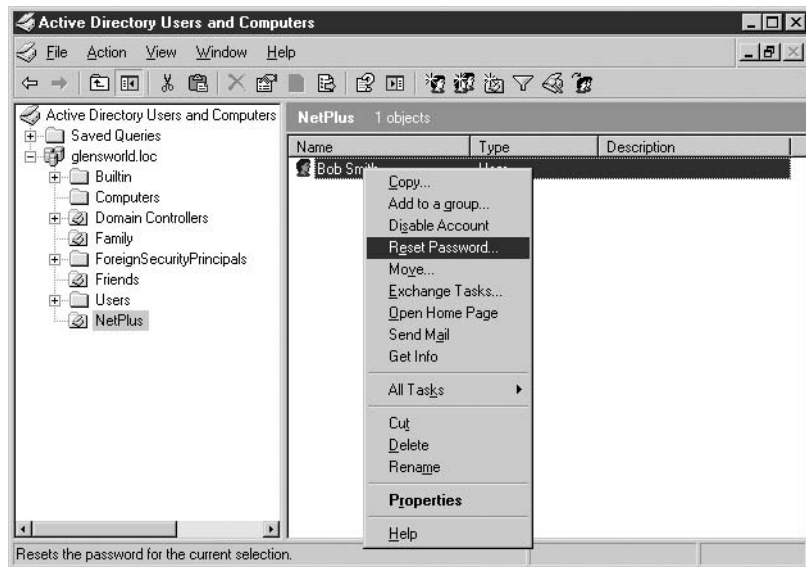 Active Directory Users and Computers
File Action View Window Help
Active Directory Users and Computers
Saved Queries
glensworld.loc
Builtin
Computers
Domain Controllers
Family
ForeignSecurityPrincipals
Friends
Users
NetPlus
NetPlus 1 objects
Name Type Description
Bob Smith
Copy...
Add to a group...
Disable Account
Reset Password...
Move...
Exchange Tasks...
Open Home Page
Send Mail
Get Info
All Tasks
Cut
Delete
Rename
Properties
Help
Resets the password for the current selection.